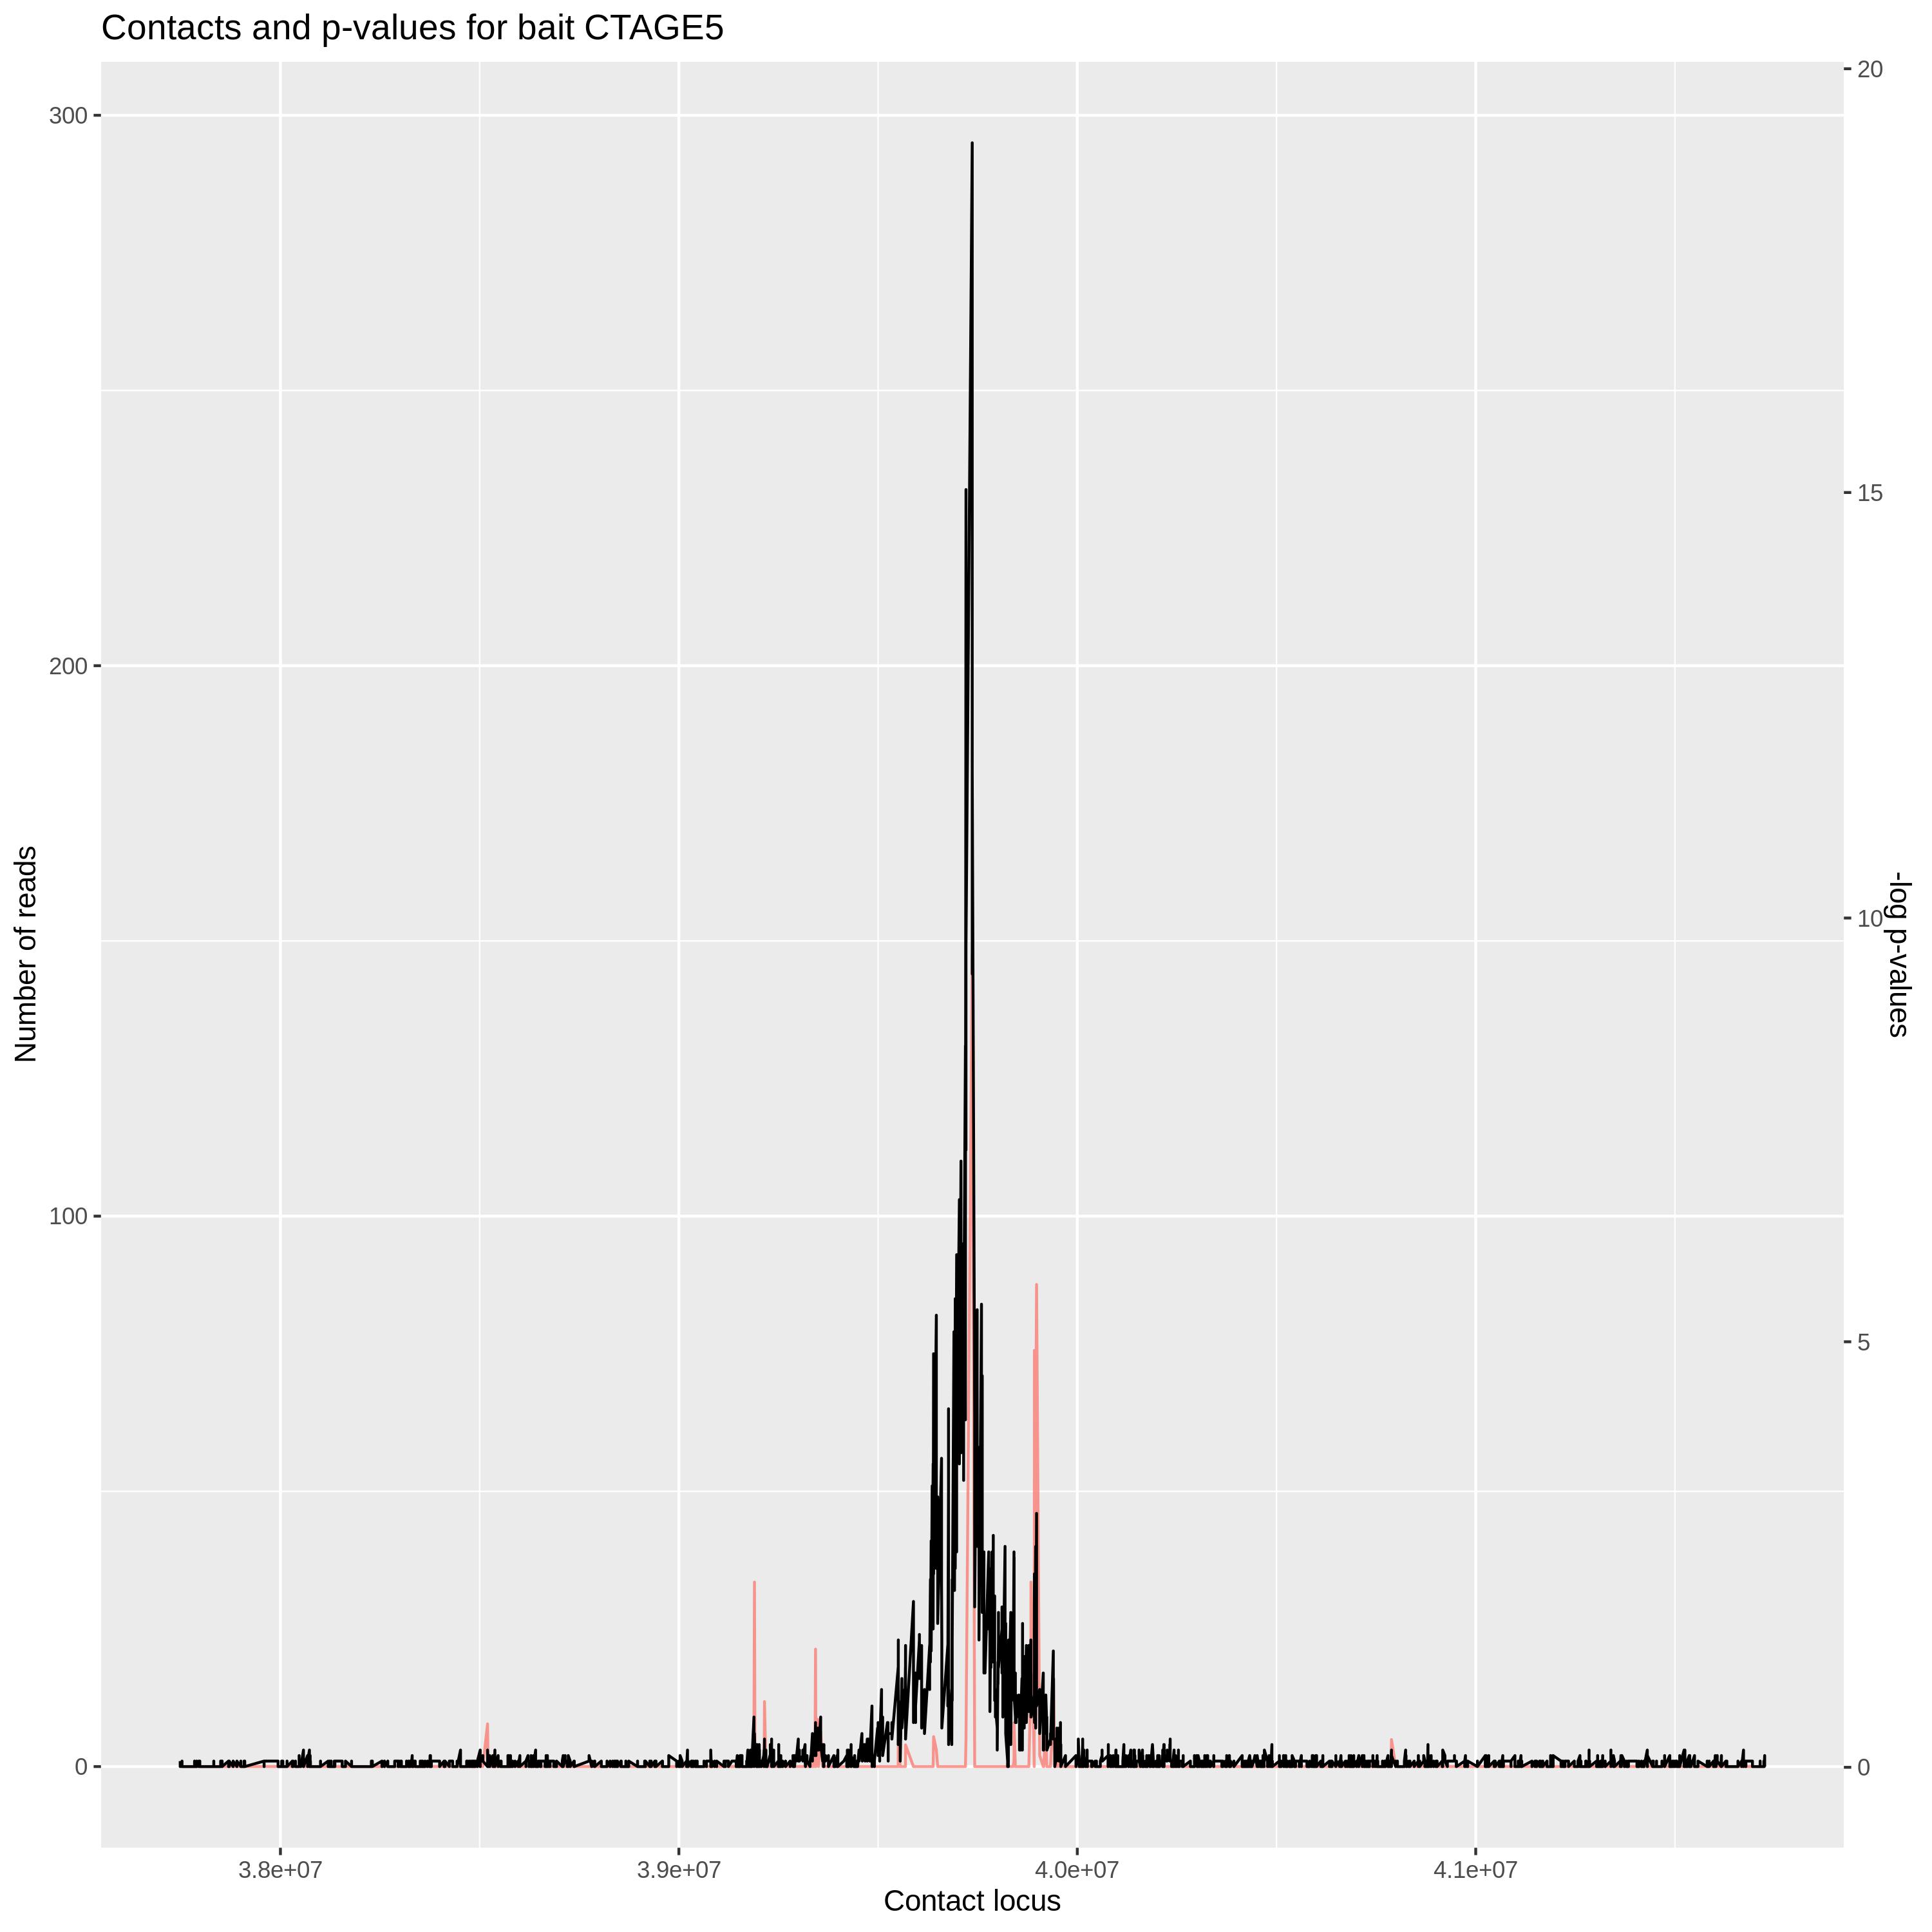 Contacts and p-values for bait CTAGE5
300
200
100
0
Number of reads
20
15
10
5
0
-log p-values
3.8e+07
3.9e+07
4.0e+07
4.1e+07
Contact locus